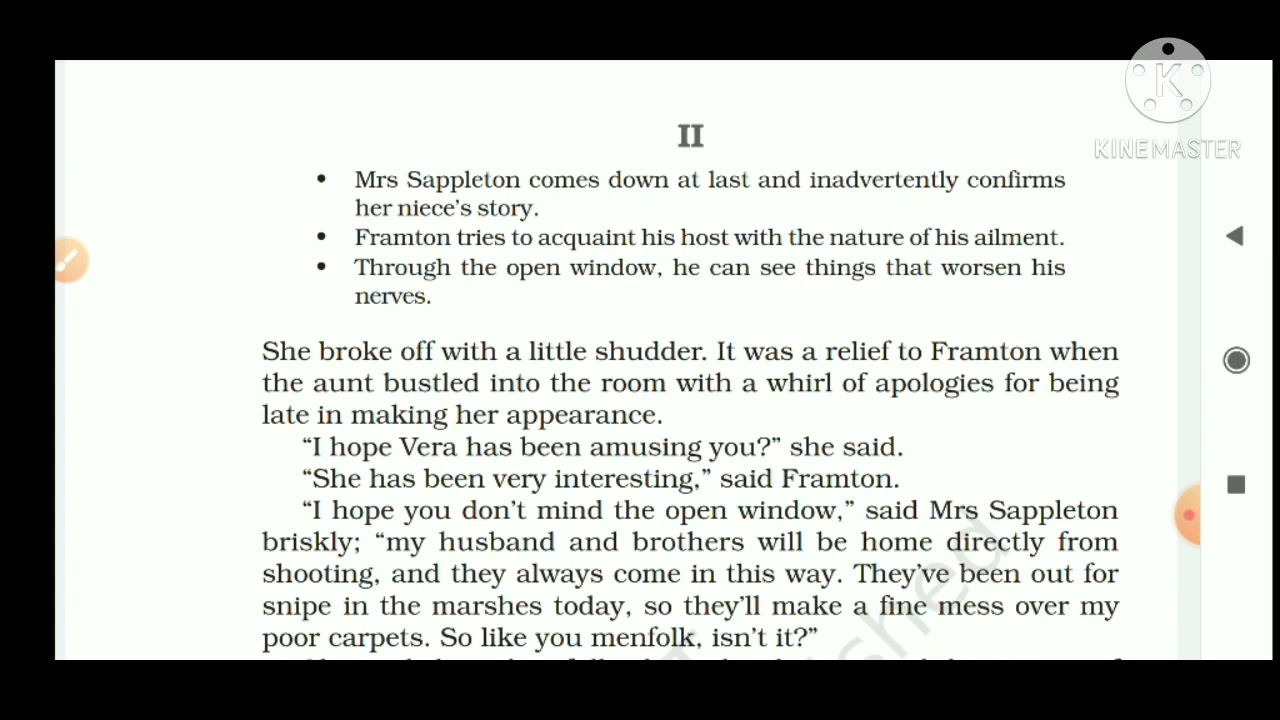 KINEMASTER
II
• Mrs Sappleton comes down at last and inadvertently confirms
her niece's story.
• Framton tries to acquaint his host with the nature of his ailment.
• Through the open window, he can see things that worsen his
nerves.
She broke off with a little shudder. It was a relief to Framton when
the aunt bustled into the room with a whirl of apologies for being
late in making her appearance.
“I hope Vera has been amusing you?” she said.
“She has been very interesting,” said Framton.
“I hope you don't mind the open window,” said Mrs Sappleton
briskly; “my husband and brothers will be home directly from
shooting, and they always come in this way. They've been out for
snipe in the marshes today, so they'll make a fine mess over my
poor carpets. So like you menfolk, isn't it?”